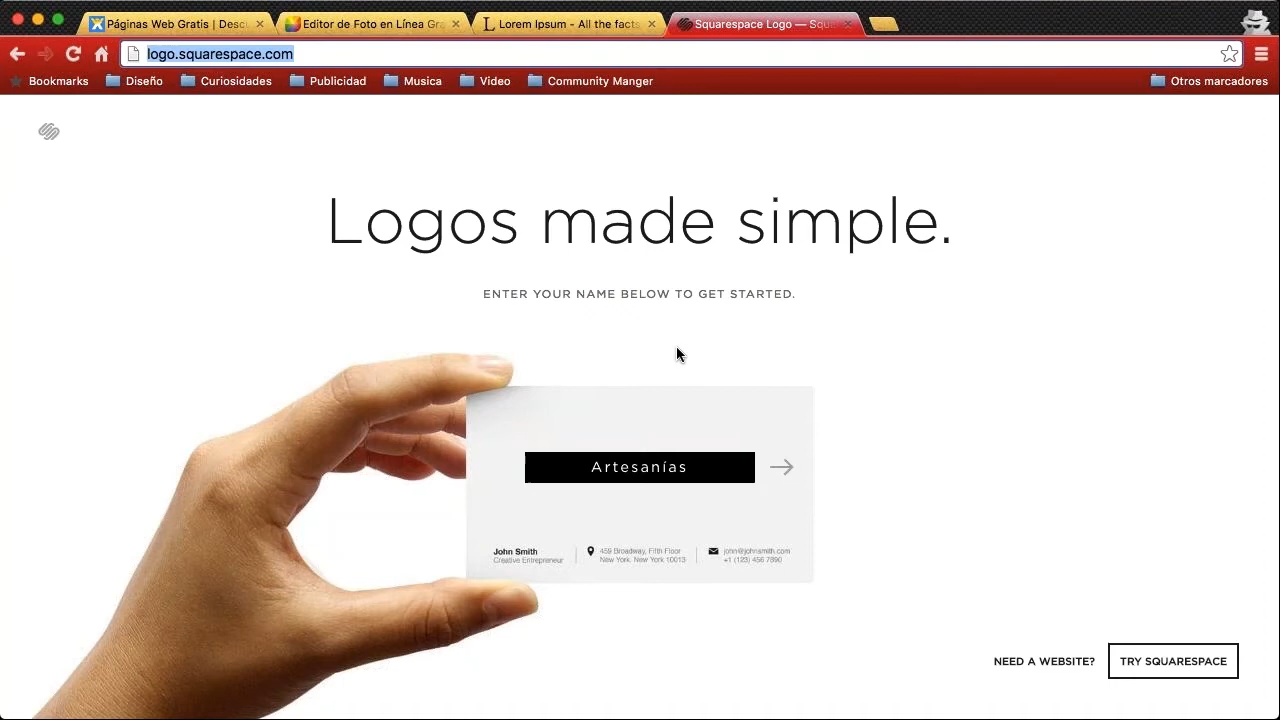 Páginas Web Gratis | Descu
Editor de Foto en Línea Gra
Lorem Ipsum - All the facts
Squarespace Logo — Squ
logo.squarespace.com
Bookmarks
Diseño
Curiosidades
Publicidad
Musica
Video
Community Manger
Otros marcadores
Logos made simple.
ENTER YOUR NAME BELOW TO GET STARTED.
Artesanías
John Smith
Creative Entrepreneur
459 Broadway, Fifth Floor
New York, New York 10013
john@johnsmith.com
+1 (123) 456 7890
NEED A WEBSITE?
TRY SQUARESPACE